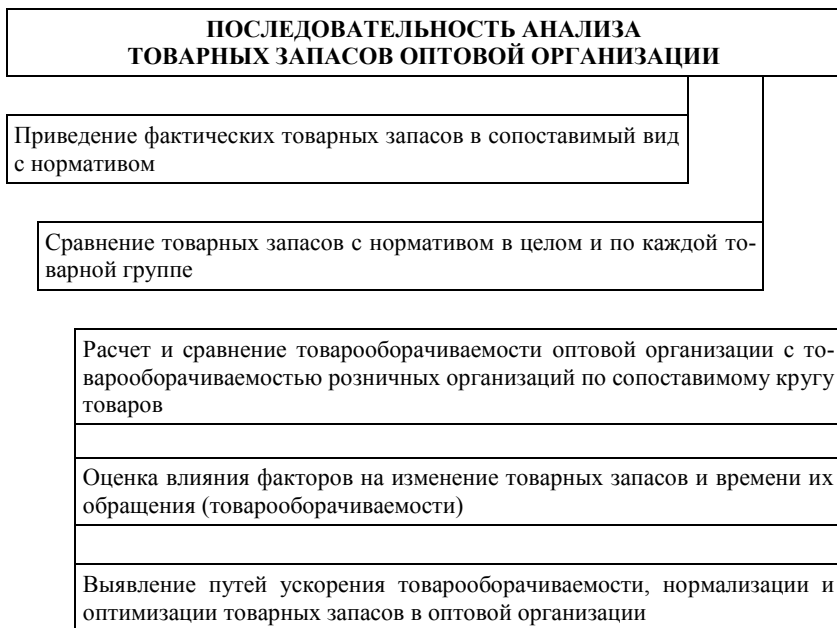 ПОСЛЕДОВАТЕЛЬНОСТЬ АНАЛИЗА
ТОВАРНЫХ ЗАПАСОВ ОПТОВОЙ ОРГАНИЗАЦИИ
Приведение фактических товарных запасов в сопоставимый вид
с нормативом
Сравнение товарных запасов с нормативом в целом и по каждой то-
варной группе
Расчет и сравнение товарооборачиваемости оптовой организации с то-
варооборачиваемостью розничных организаций по сопоставимому кругу
товаров
Оценка влияния факторов на изменение товарных запасов и времени их
обращения (товарооборачиваемости)
Выявление путей ускорения товарооборачиваемости, нормализации и
оптимизации товарных запасов в оптовой организации